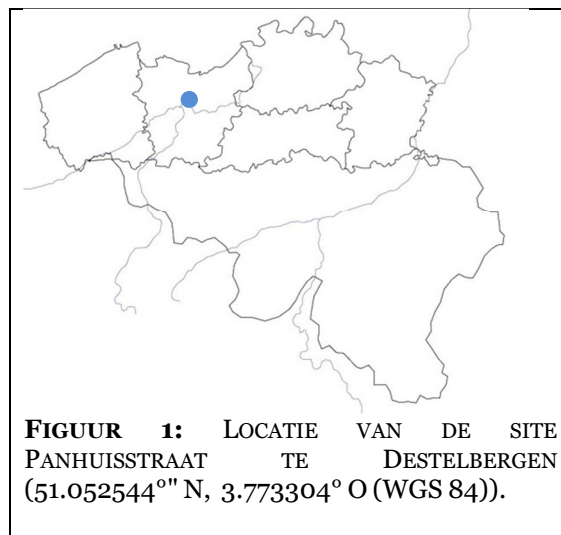 FIGUUR 1: LOCATIE VAN DE SITE
PANHUISSTRAAT TE DESTELBERGEN
(51.052544°" N, 3.773304° O (WGS 84)).